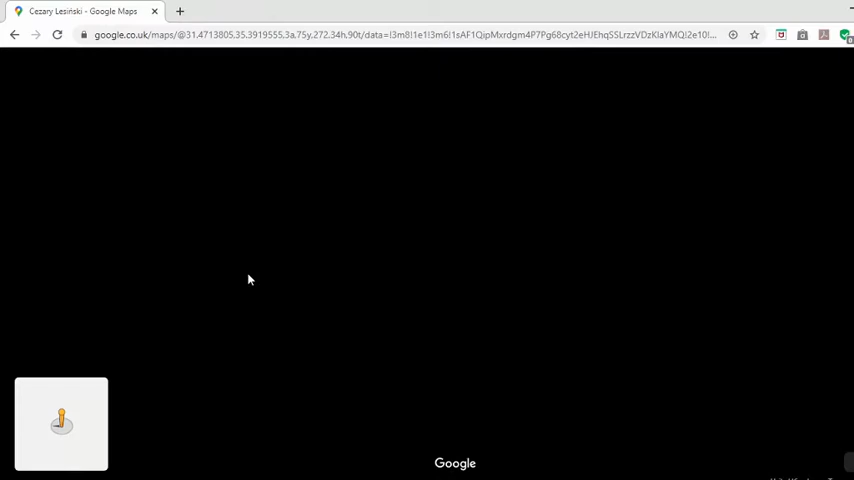 Cezary Lesiński - Google Maps
google.co.uk/maps/@31.4713805,35.3919555,3a,75y,272.34h,90t/data=!3m8!1e1!3m6!1sAF1QipMxrdgm4P7Pg68cyt2eHJEhqSSLrzzVDzKlaYMQ!2e10!...
Google